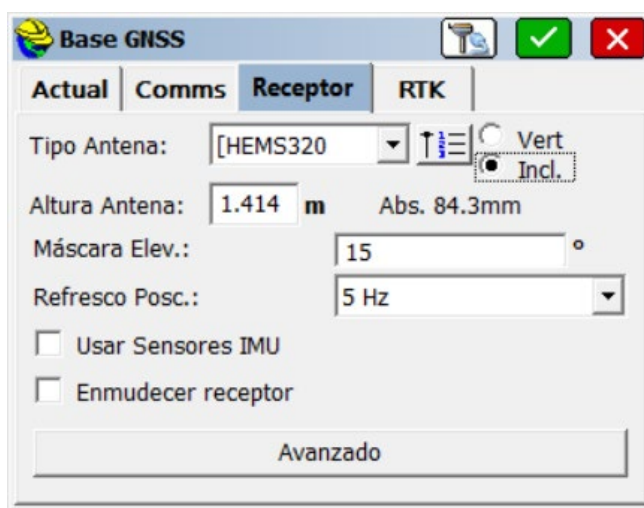 Base GNSS
Actual Comms Receptor RTK
Tipo Antena: [HEMS320 Vert
Incl.
Altura Antena: 1.414 m Abs. 84.3mm
Máscara Elev.: 15 °
Refresco Posc.: 5 Hz
Usar Sensores IMU
Enmudecer receptor
Avanzado